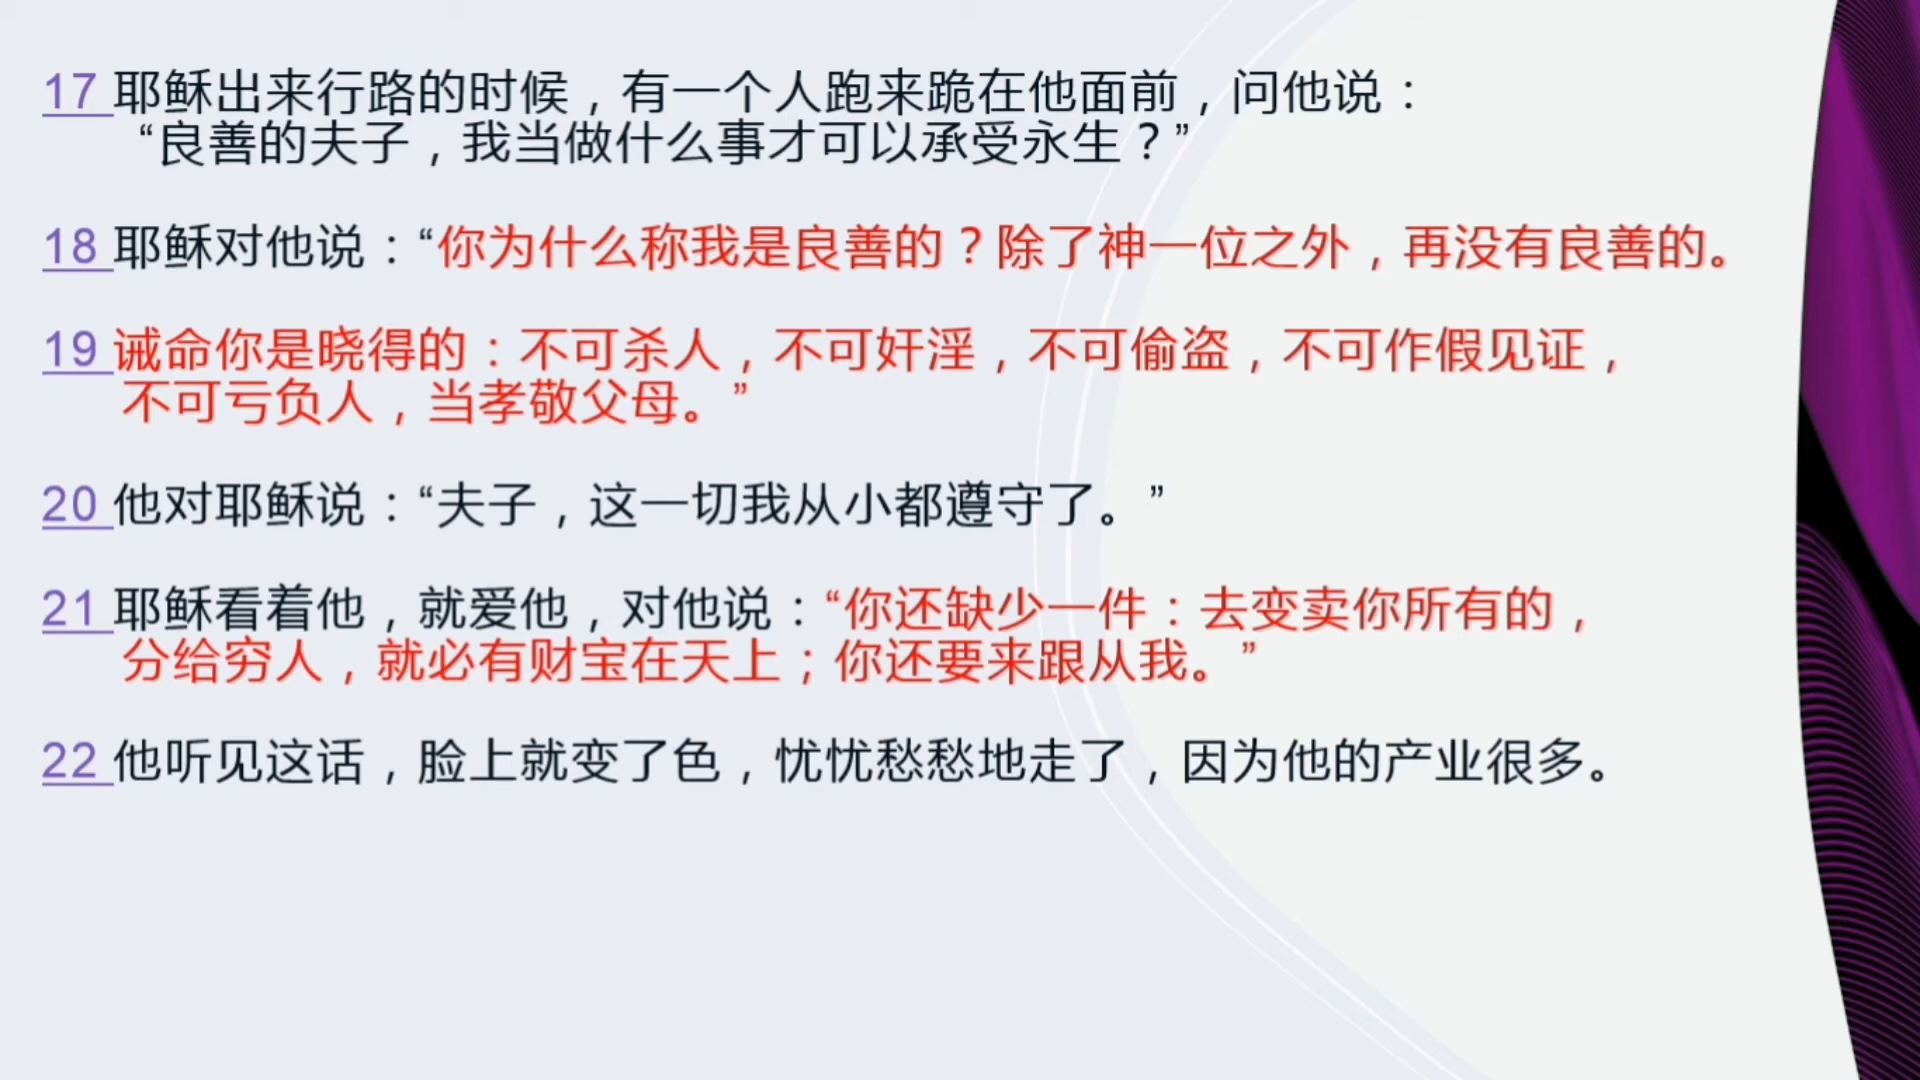 17 耶稣出来行路的时候，有一个人跑来跪在他面前，问他说：
“良善的夫子，我当做什么事才可以承受永生？”
18 耶稣对他说：“你为什么称我是良善的？除了神一位之外，再没有良善的。
19 诫命你是晓得的：不可杀人，不可奸淫，不可偷盗，不可作假见证，
不可亏负人，当孝敬父母。”
20 他对耶稣说：“夫子，这一切我从小都遵守了。”
21 耶稣看着他，就爱他，对他说：“你还缺少一件：去变卖你所有的，
分给穷人，就必有财宝在天上；你还要来跟从我。”
22 他听见这话，脸上就变了色，忧忧愁愁地走了，因为他的产业很多。